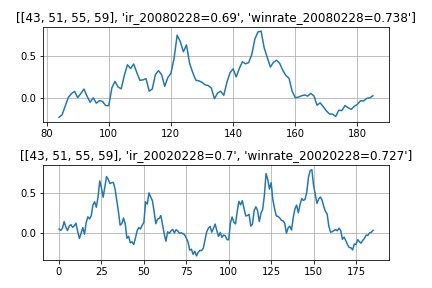 [[43, 51, 55, 59], 'ir_20080228=0.69', 'winrate_20080228=0.738']
0.5
0.0
80 100 120 140 160 180
[[43, 51, 55, 59], 'ir_20020228=0.7', 'winrate_20020228=0.727']
0.5
0.0
0 25 50 75 100 125 150 175